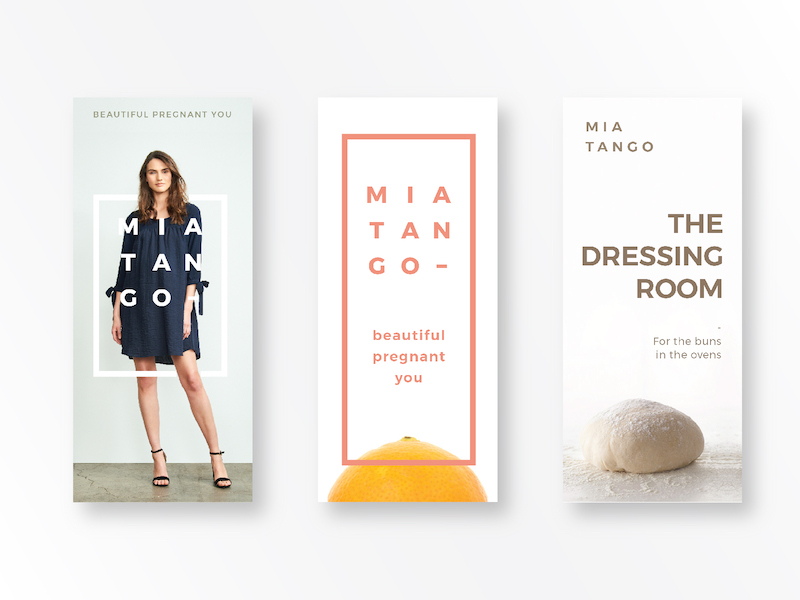 BEAUTIFUL PREGNANT YOU
M I A
T A N
G O -
M I A
T A N
G O –
beautiful
pregnant
you
MIA
TANGO
THE
DRESSING
ROOM
-
For the buns
in the ovens